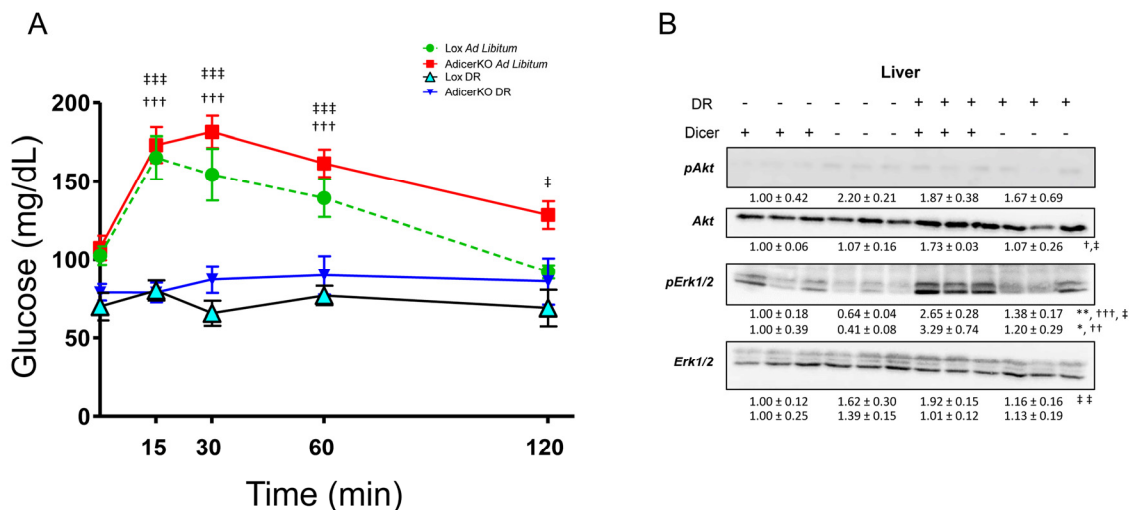 A
Lox Ad Libitum
AdicerKO Ad Libitum
Lox DR
AdicerKO DR
‡‡‡ ‡‡‡ ‡‡‡
††† ††† †††
‡
200
150
100
50
0
Glucose (mg/dL)
15 30 60 120
Time (min)
B
Liver
DR - - - - - - + + + + + +
Dicer + + + - - - + + + - - -
pAkt
1.00 ± 0.42 2.20 ± 0.21 1.87 ± 0.38 1.67 ± 0.69
Akt
1.00 ± 0.06 1.07 ± 0.16 1.73 ± 0.03 1.07 ± 0.26 †,‡
pErk1/2
1.00 ± 0.18 0.64 ± 0.04 2.65 ± 0.28 1.38 ± 0.17 **, †††, ‡
1.00 ± 0.39 0.41 ± 0.08 3.29 ± 0.74 1.20 ± 0.29 *, ††
Erk1/2
1.00 ± 0.12 1.62 ± 0.30 1.92 ± 0.15 1.16 ± 0.16 ‡ ‡
1.00 ± 0.25 1.39 ± 0.15 1.01 ± 0.12 1.13 ± 0.19